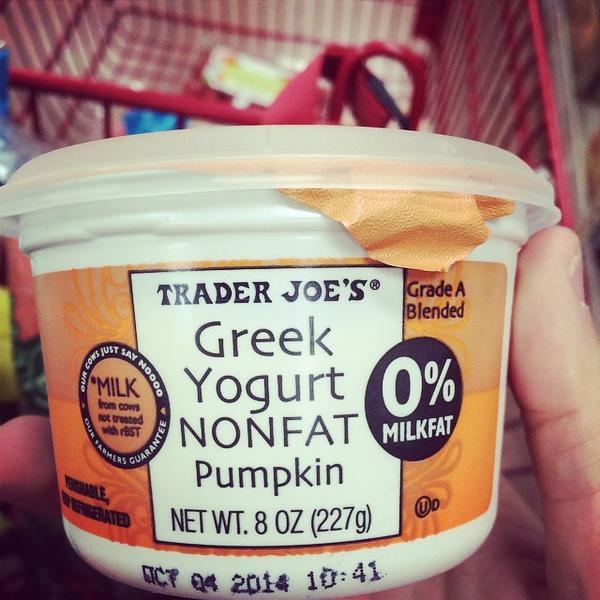 TRADER JOE'S®
Greek
Yogurt
NONFAT
Pumpkin
NET WT. 8 OZ (227g)
Grade A
Blended
0%
MILKFAT
U D
OUR COWS JUST SAY NOOOO
*MILK
from cows
not treated
with rBST
OUR FARMERS GUARANTEE
PERISHABLE,
KEEP REFRIGERATED
OCT 04 2014 10:41